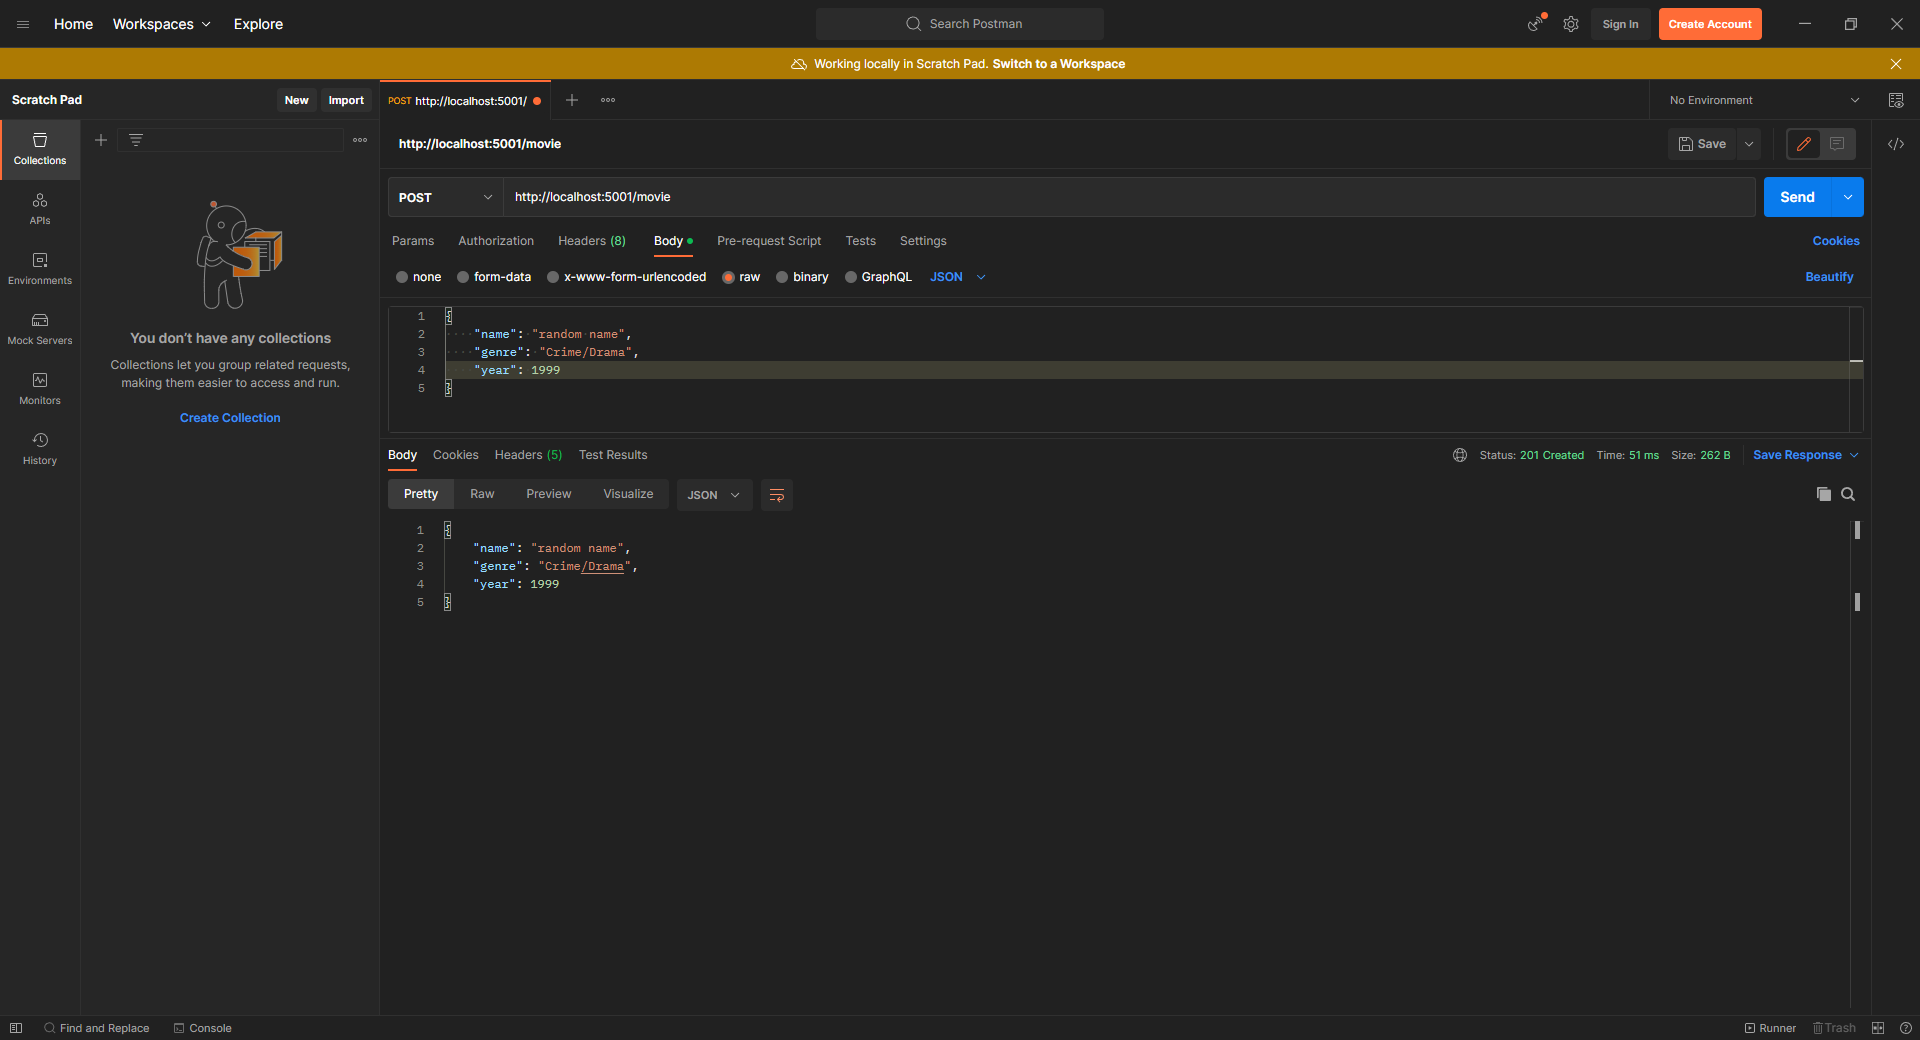 Home Workspaces Explore Search Postman Sign In Create Account
Working locally in Scratch Pad. Switch to a Workspace
Scratch Pad New Import POST http://localhost:5001/ No Environment
Collections
APIs
Environments
Mock Servers
Monitors
History
You don’t have any collections
Collections let you group related requests,
making them easier to access and run.
Create Collection
http://localhost:5001/movie Save
POST http://localhost:5001/movie Send
Params Authorization Headers (8) Body Pre-request Script Tests Settings Cookies
none form-data x-www-form-urlencoded raw binary GraphQL JSON Beautify
1 {
2 "name": "random name",
3 "genre": "Crime/Drama",
4 "year": 1999
5 }
Body Cookies Headers (5) Test Results Status: 201 Created Time: 51 ms Size: 262 B Save Response
Pretty Raw Preview Visualize JSON
1 {
2 "name": "random name",
3 "genre": "Crime/Drama",
4 "year": 1999
5 }
Find and Replace Console Runner Trash